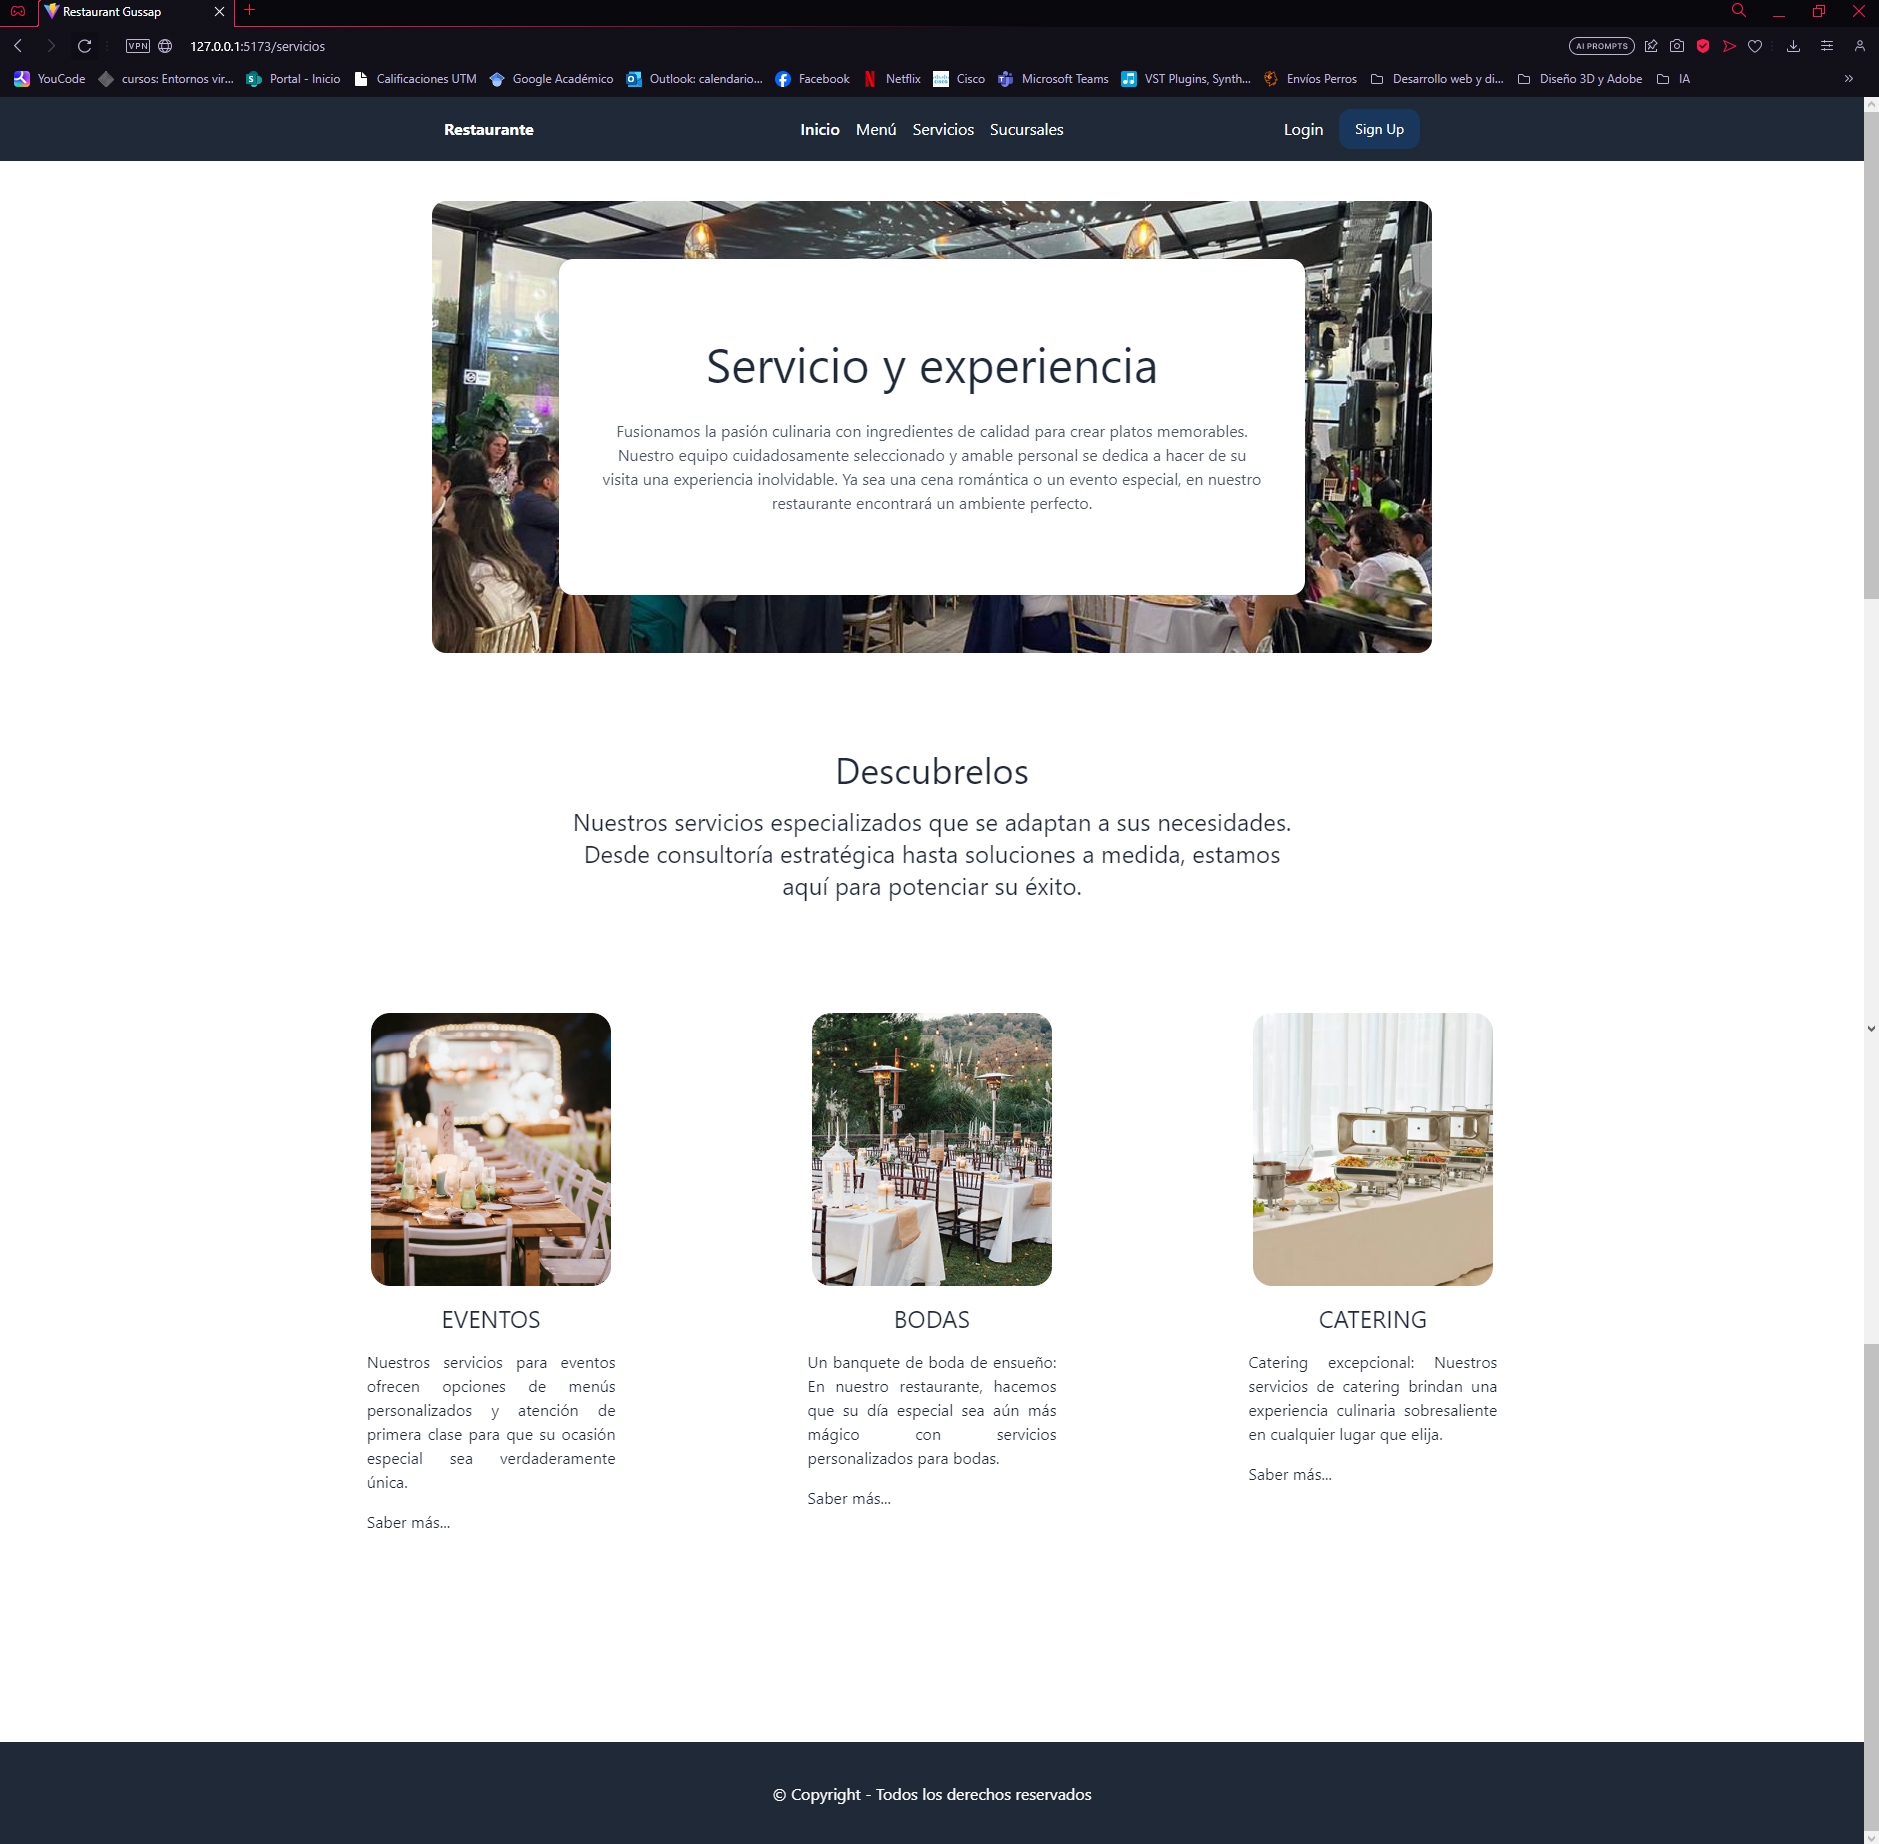 Restaurant Gussap
VPN 127.0.0.1:5173/servicios AI PROMPTS
YouCode cursos: Entornos vir... Portal - Inicio Calificaciones UTM Google Académico Outlook: calendario... Facebook Netflix Cisco Microsoft Teams VST Plugins, Synth... Envíos Perros Desarrollo web y di... Diseño 3D y Adobe IA
Restaurante Inicio Menú Servicios Sucursales Login Sign Up
Servicio y experiencia
Fusionamos la pasión culinaria con ingredientes de calidad para crear platos memorables.
Nuestro equipo cuidadosamente seleccionado y amable personal se dedica a hacer de su
visita una experiencia inolvidable. Ya sea una cena romántica o un evento especial, en nuestro
restaurante encontrará un ambiente perfecto.
Descubrelos
Nuestros servicios especializados que se adaptan a sus necesidades.
Desde consultoría estratégica hasta soluciones a medida, estamos
aquí para potenciar su éxito.
EVENTOS
Nuestros servicios para eventos
ofrecen opciones de menús
personalizados y atención de
primera clase para que su ocasión
especial sea verdaderamente
única.
Saber más...
BODAS
Un banquete de boda de ensueño:
En nuestro restaurante, hacemos
que su día especial sea aún más
mágico con servicios
personalizados para bodas.
Saber más...
CATERING
Catering excepcional: Nuestros
servicios de catering brindan una
experiencia culinaria sobresaliente
en cualquier lugar que elija.
Saber más...
© Copyright - Todos los derechos reservados